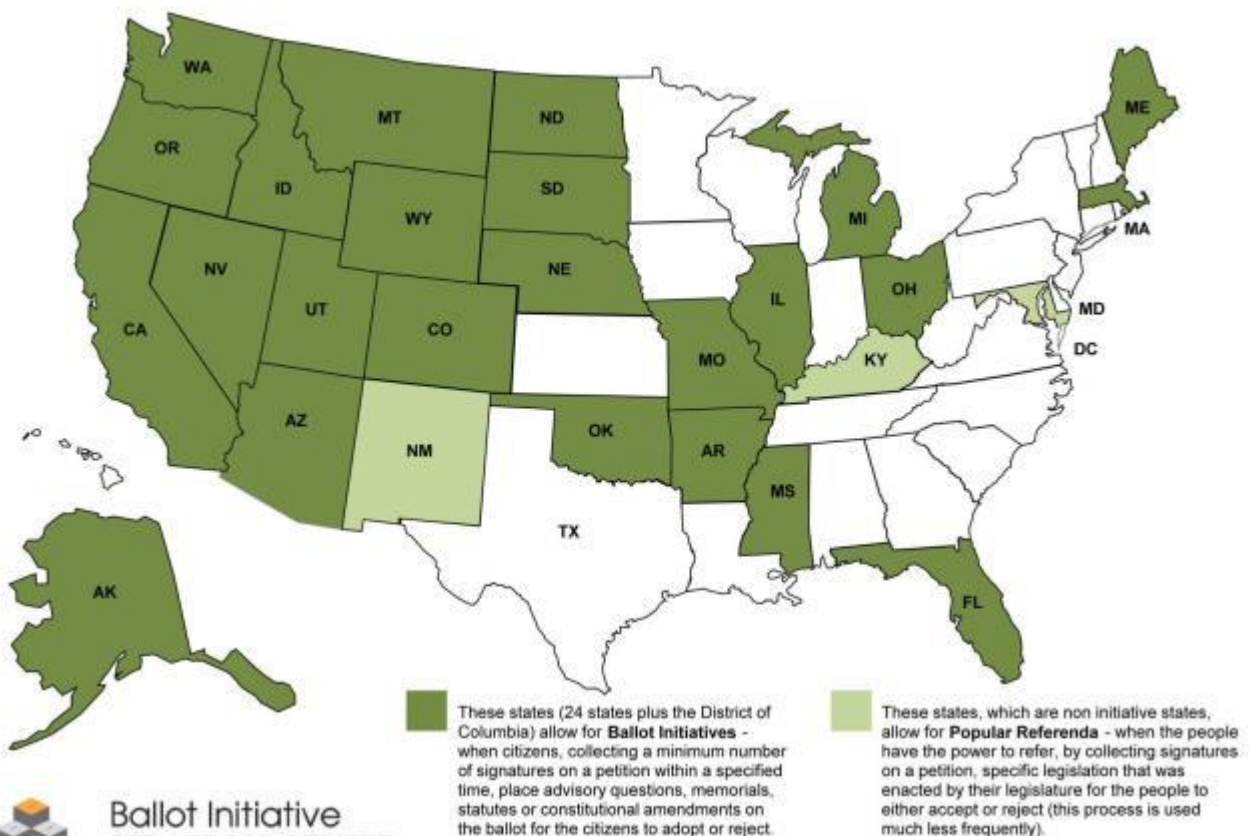 WA
MT
ND
ME
OR
ID
SD
WY
MI
MA
NV
NE
IL
OH
UT
MD
CA
CO
DC
MO
KY
AZ
OK
NM
AR
MS
TX
AK
FL
These states (24 states plus the District of
Columbia) allow for Ballot Initiatives -
when citizens, collecting a minimum number
of signatures on a petition within a specified
time, place advisory questions, memorials,
statutes or constitutional amendments on
the ballot for the citizens to adopt or reject.
These states, which are non initiative states,
allow for Popular Referenda - when the people
have the power to refer, by collecting signatures
on a petition, specific legislation that was
enacted by their legislature for the people to
either accept or reject (this process is used
much less frequently)
Ballot Initiative